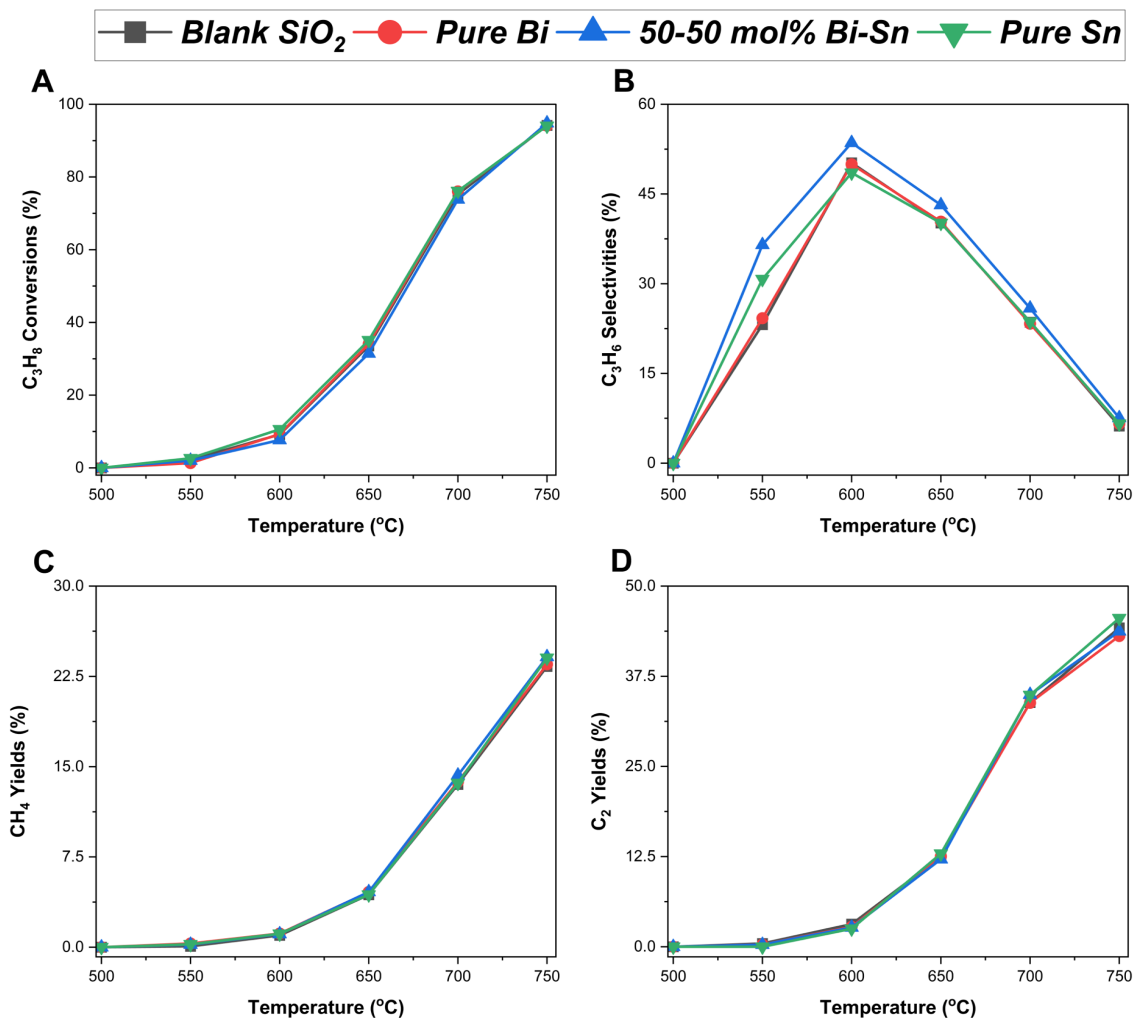 Blank SiO₂ Pure Bi 50-50 mol% Bi-Sn Pure Sn
A
100
80
60
40
20
0
C₃H₈ Conversions (%)
500 550 600 650 700 750
Temperature (°C)
B
60
45
30
15
0
C₃H₆ Selectivities (%)
500 550 600 650 700 750
Temperature (°C)
C
30.0
22.5
15.0
7.5
0.0
CH₄ Yields (%)
500 550 600 650 700 750
Temperature (°C)
D
50.0
37.5
25.0
12.5
0.0
C₂ Yields (%)
500 550 600 650 700 750
Temperature (°C)